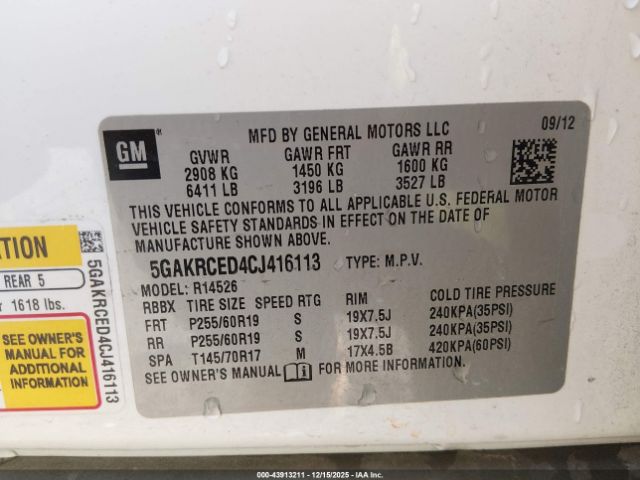 GM
MFD BY GENERAL MOTORS LLC
09/12
GVWR GAWR FRT GAWR RR
2908 KG 1450 KG 1600 KG
6411 LB 3196 LB 3527 LB
THIS VEHICLE CONFORMS TO ALL APPLICABLE U.S. FEDERAL MOTOR
VEHICLE SAFETY STANDARDS IN EFFECT ON THE DATE OF
MANUFACTURE SHOWN ABOVE.
5GAKRCED4CJ416113 TYPE: M.P.V.
MODEL: R14526
RBBX TIRE SIZE SPEED RTG RIM COLD TIRE PRESSURE
FRT P255/60R19 S 19X7.5J 240KPA(35PSI)
RR P255/60R19 S 19X7.5J 240KPA(35PSI)
SPA T145/70R17 M 17X4.5B 420KPA(60PSI)
SEE OWNER'S MANUAL FOR MORE INFORMATION.
REAR 5
1618 lbs.
SEE OWNER'S
MANUAL FOR
ADDITIONAL
INFORMATION
5GAKRCED4CJ416113
000-43913211 - 12/15/2025 - IAAI.com